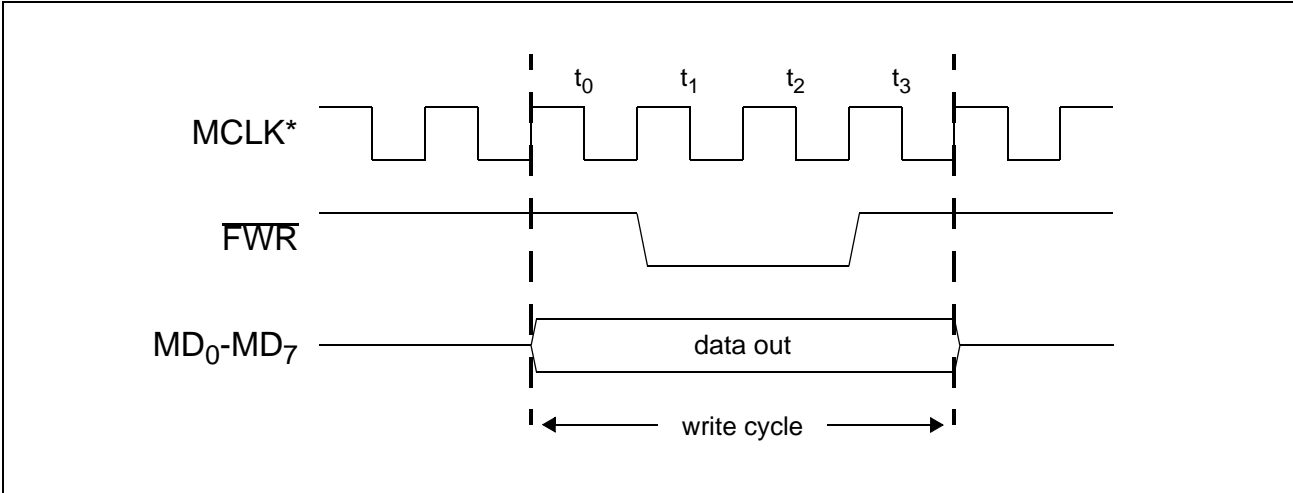 t0 t1 t2 t3
MCLK*
FWR
MD0-MD7
data out
write cycle